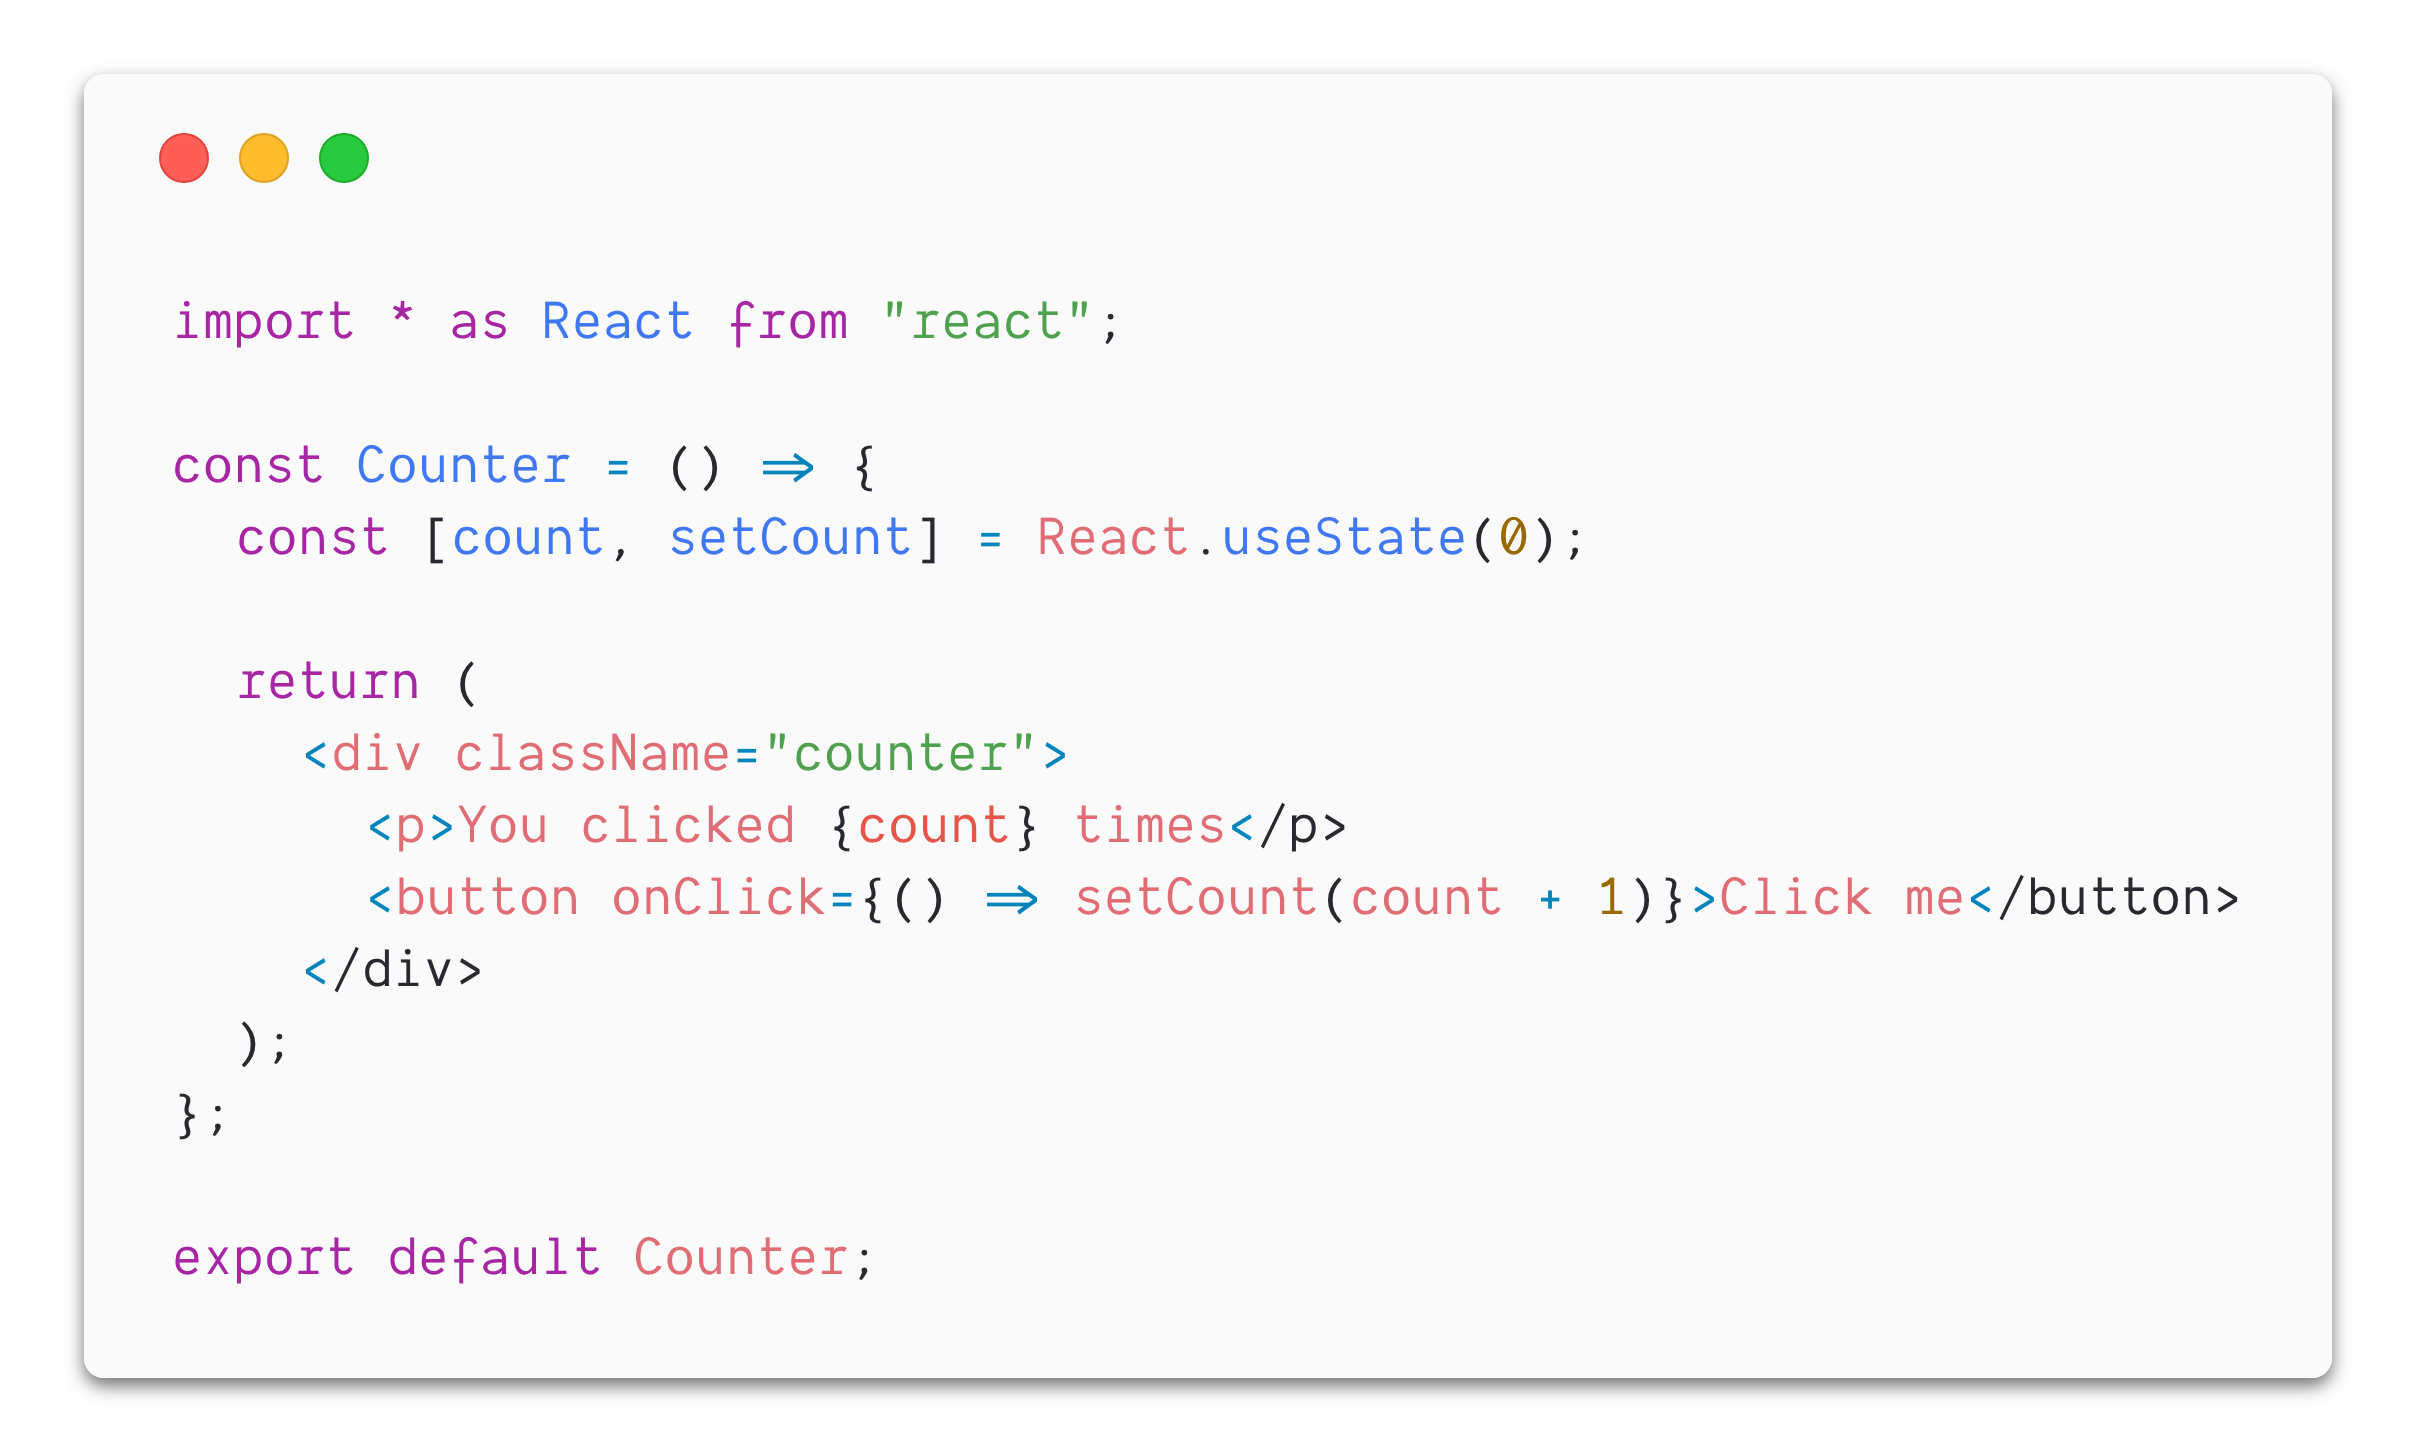 import * as React from "react";
const Counter = () => {
const [count, setCount] = React.useState(0);
return (
<div className="counter">
<p>You clicked {count} times</p>
<button onClick={() => setCount(count + 1)}>Click me</button>
</div>
);
};
export default Counter;